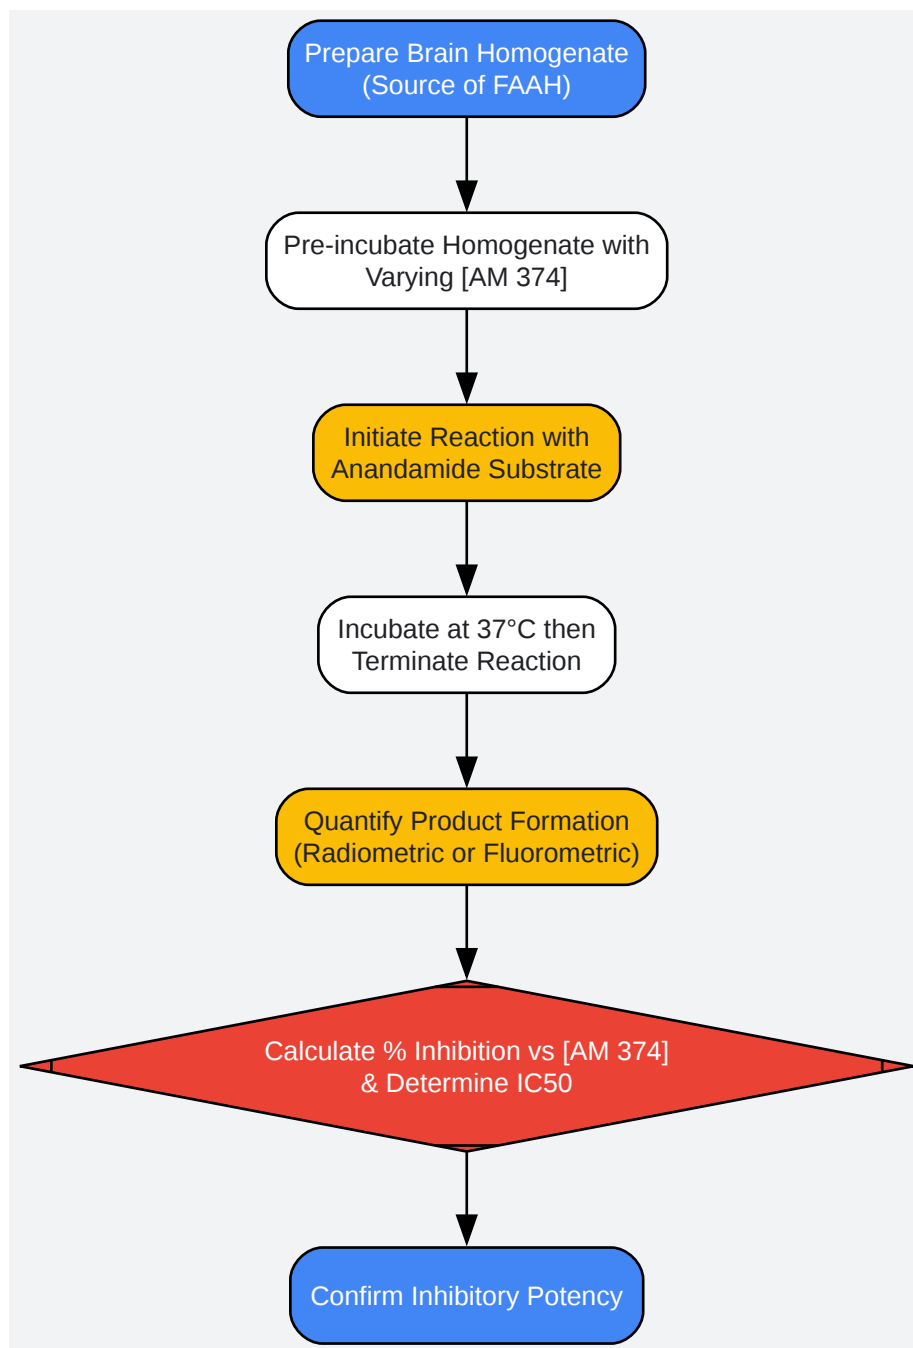 Prepare Brain Homogenate
(Source of FAAH)
Pre-incubate Homogenate with
Varying [AM 374]
Initiate Reaction with
Anandamide Substrate
Incubate at 37°C then
Terminate Reaction
Quantify Product Formation
(Radiometric or Fluorometric)
Calculate % Inhibition vs [AM 374]
& Determine IC50
Confirm Inhibitory Potency